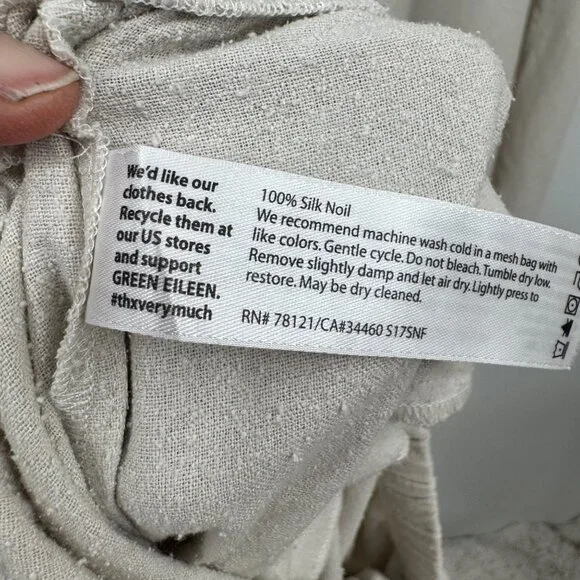 We'd like our
clothes back.
Recycle them at
our US stores
and support
GREEN EILEEN.
#thxverymuch
100% Silk Noil
We recommend machine wash cold in a mesh bag with
like colors. Gentle cycle. Do not bleach. Tumble dry low.
Remove slightly damp and let air dry. Lightly press to
restore. May be dry cleaned.
RN# 78121/CA#34460 S17SNF